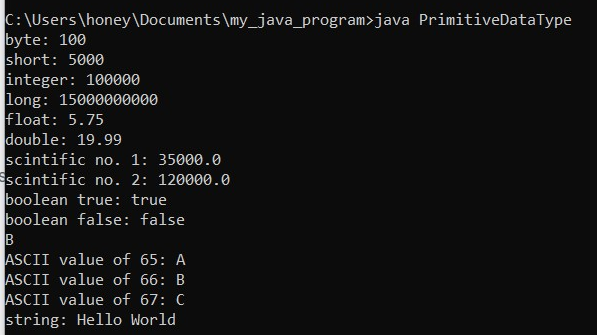 C:\Users\honey\Documents\my_java_program>java PrimitiveDataType
byte: 100
short: 5000
integer: 100000
long: 15000000000
float: 5.75
double: 19.99
scintific no. 1: 35000.0
scintific no. 2: 120000.0
boolean true: true
boolean false: false
B
ASCII value of 65: A
ASCII value of 66: B
ASCII value of 67: C
string: Hello World